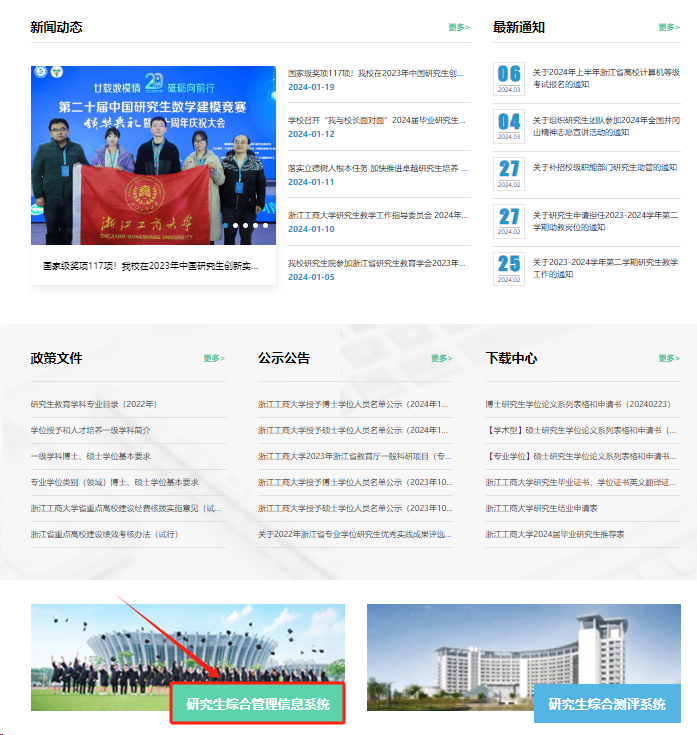 新闻动态
更多>
廿载数模情 20 砥砺向前行
第二十届中国研究生数学建模竞赛
颁奖典礼暨二十周年庆祝大会
浙江工商大学
ZHEJIANG GONGSHANG UNIVERSITY
国家级奖项117项！我校在2023年中国研究生创新实...
国家级奖项117项！我校在2023年中国研究生创...
2024-01-19
学校召开“我与校长面对面”2024届毕业研究生...
2024-01-12
落实立德树人根本任务 加快推进卓越研究生培养 ...
2024-01-11
浙江工商大学研究生教学工作指导委员会 2024年...
2024-01-10
我校研究生院参加浙江省研究生教育学会2023年...
2024-01-05
最新通知
更多>
06
2024.03
关于2024年上半年浙江省高校计算机等级
考试报名的通知
04
2024.03
关于组织研究生团队参加2024年全国井冈
山精神志愿宣讲活动的通知
27
2024.02
关于补招校级职能部门研究生助管的通知
27
2024.02
关于研究生申请担任2023-2024学年第二
学期助教岗位的通知
25
2024.02
关于2023-2024学年第二学期研究生教学
工作的通知
政策文件
更多>
研究生教育学科专业目录（2022年）
学位授予和人才培养一级学科简介
一级学科博士、硕士学位基本要求
专业学位类别（领域）博士、硕士学位基本要求
浙江工商大学省重点高校建设经费核拨实施意见（试...
浙江省重点高校建设绩效考核办法（试行）
公示公告
更多>
浙江工商大学授予博士学位人员名单公示（2024年1...
浙江工商大学授予硕士学位人员名单公示（2024年1...
浙江工商大学2023年浙江省教育厅一般科研项目（专...
浙江工商大学授予博士学位人员名单公示（2023年10...
浙江工商大学授予硕士学位人员名单公示（2023年10...
关于2022年浙江省专业学位研究生优秀实践成果评选...
下载中心
更多>
博士研究生学位论文系列表格和申请书（20240223）
【学术型】硕士研究生学位论文系列表格和申请书（...
【专业学位】硕士研究生学位论文系列表格和申请书...
浙江工商大学研究生毕业证书、学位证书英文翻译证...
浙江工商大学研究生结业申请表
浙江工商大学2024届毕业研究生推荐表
研究生综合管理信息系统
研究生综合测评系统